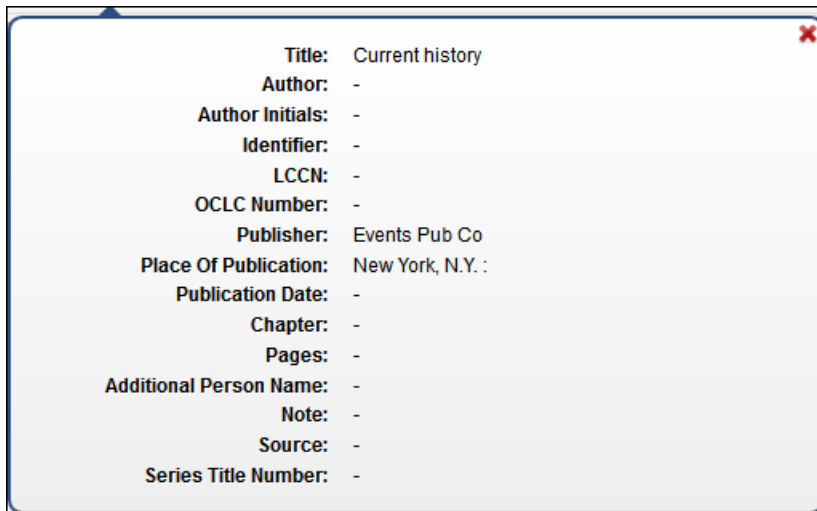 Title: Current history
Author: -
Author Initials: -
Identifier: -
LCCN: -
OCLC Number: -
Publisher: Events Pub Co
Place Of Publication: New York, N.Y. :
Publication Date: -
Chapter: -
Pages: -
Additional Person Name: -
Note: -
Source: -
Series Title Number: -